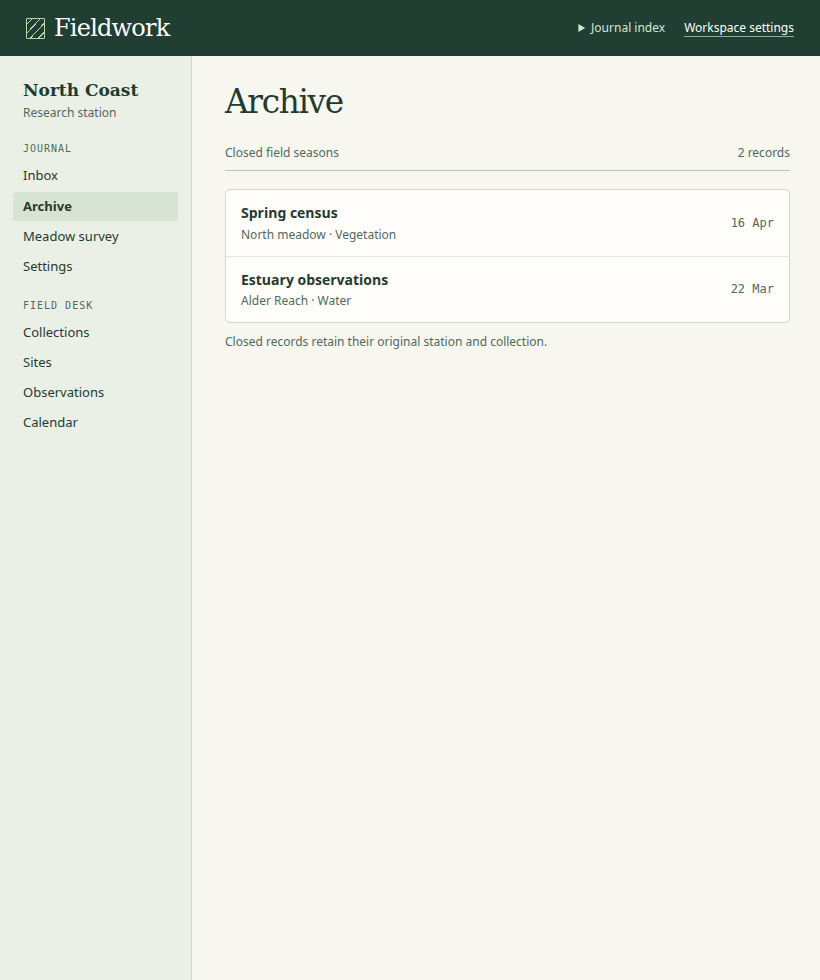 Fieldwork
Journal index
Workspace settings
North Coast
Research station
JOURNAL
Inbox
Archive
Meadow survey
Settings
FIELD DESK
Collections
Sites
Observations
Calendar
Archive
Closed field seasons
2 records
Spring census
North meadow · Vegetation
16 Apr
Estuary observations
Alder Reach · Water
22 Mar
Closed records retain their original station and collection.